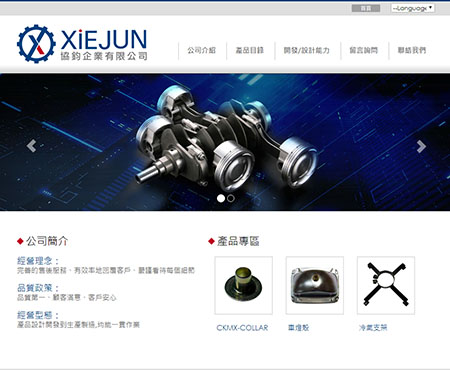 首頁
--Language
XiEJUN
協鈞企業有限公司
公司介紹
產品目錄
開發/設計能力
留言詢問
聯絡我們
公司簡介
經營理念：
完善的售後服務、有效率地回覆客戶、嚴謹看待每個細節
品質政策：
品質第一、顧客滿意、客戶安心
經營型態：
產品設計開發到生產製造,均能一貫作業
產品專區
CKMX-COLLAR
車燈殼
冷氣支架